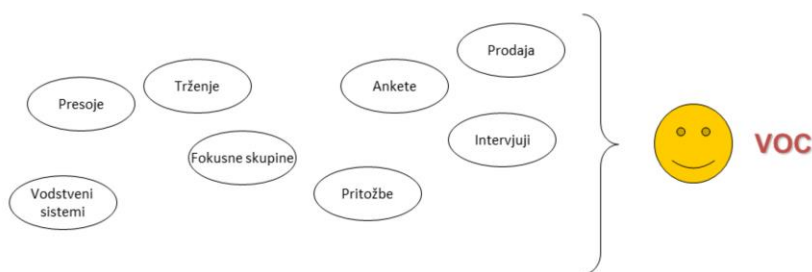 Prodaja
Trženje
Ankete
Presoje
Intervjuji
Fokusne skupine
Vodstveni
sistemi
Pritožbe
VOC